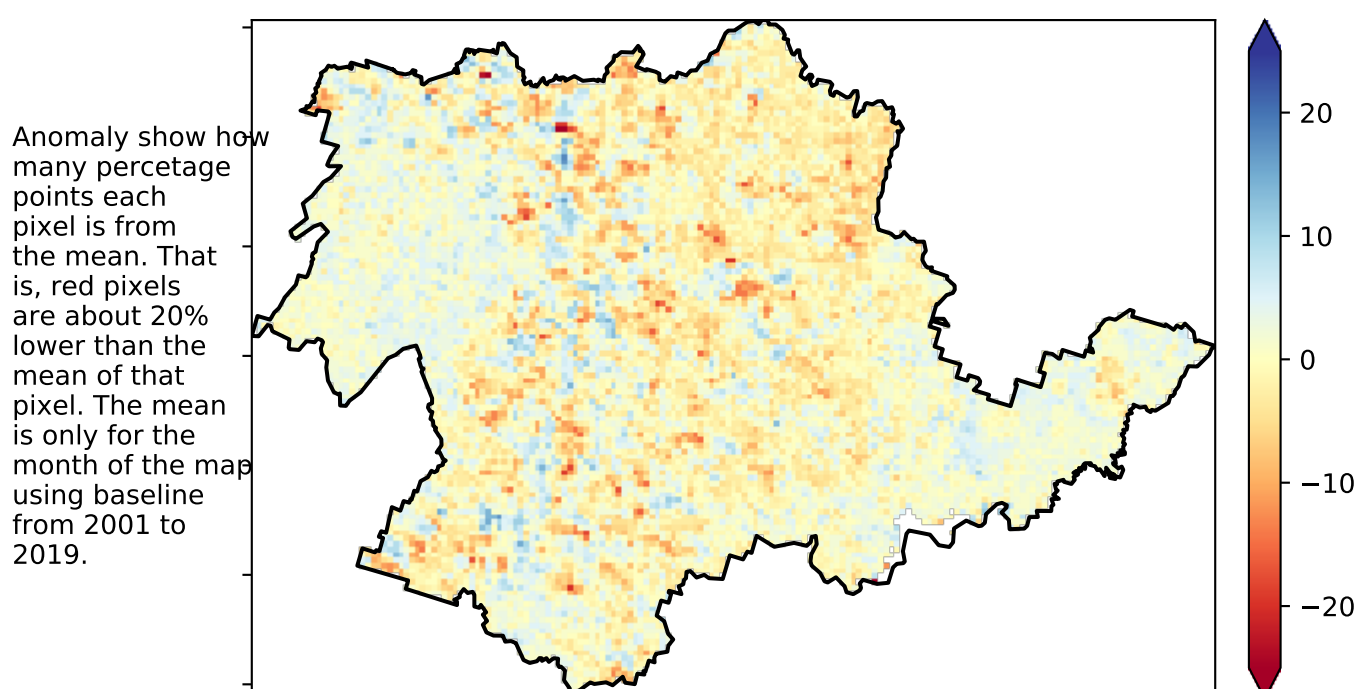 Anomaly show how
many percetage
points each
pixel is from
the mean. That
is, red pixels
are about 20%
lower than the
mean of that
pixel. The mean
is only for the
month of the map
using baseline
from 2001 to
2019.
20
10
0
−10
−20